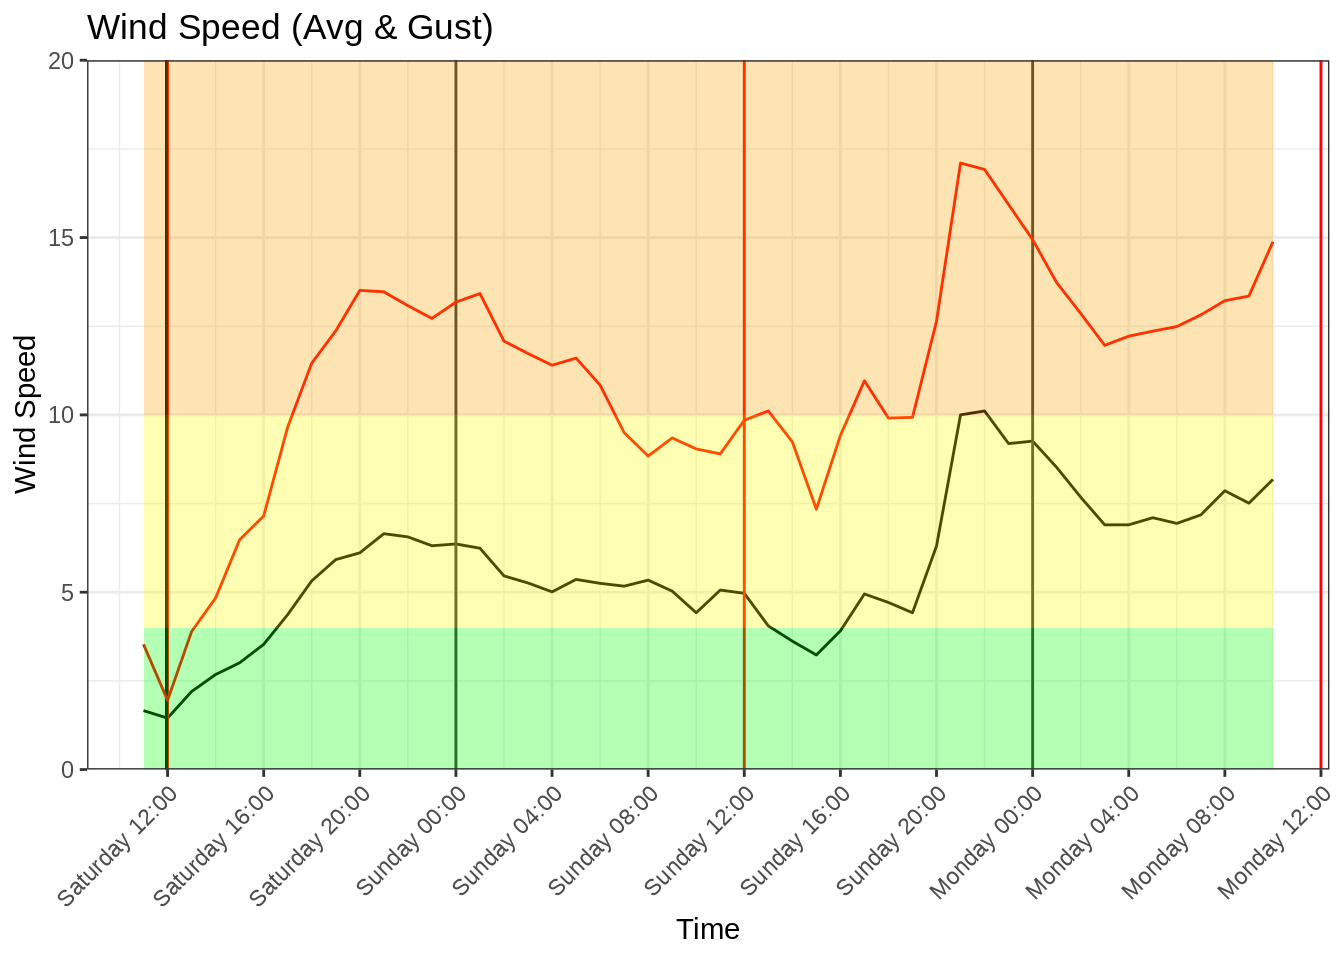 Wind Speed (Avg & Gust)
20
15
10
5
0
Wind Speed
Saturday 12:00
Saturday 16:00
Saturday 20:00
Sunday 00:00
Sunday 04:00
Sunday 08:00
Sunday 12:00
Sunday 16:00
Sunday 20:00
Monday 00:00
Monday 04:00
Monday 08:00
Monday 12:00
Time